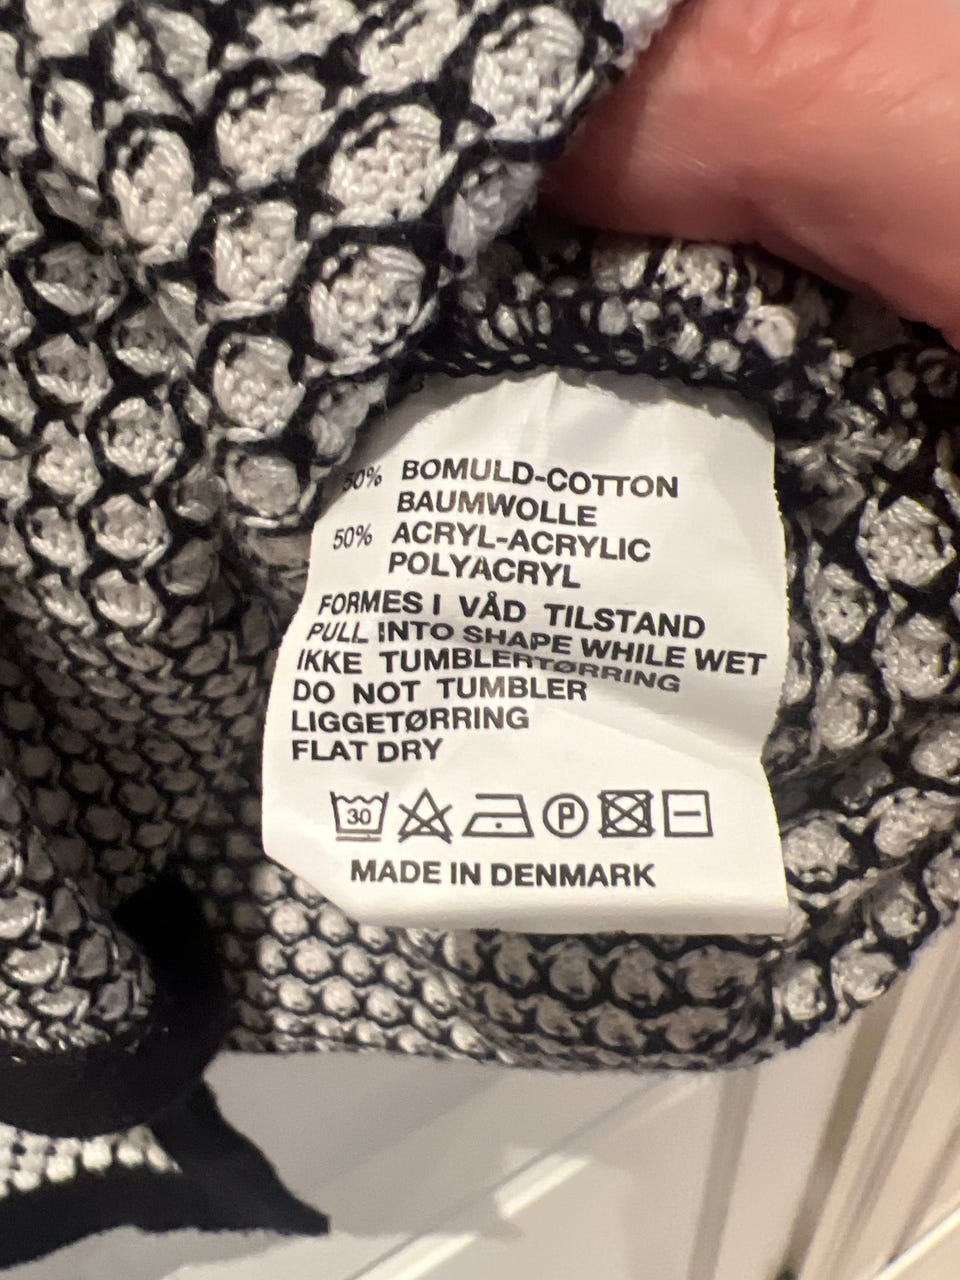 50% BOMULD-COTTON
BAUMWOLLE
50% ACRYL-ACRYLIC
POLYACRYL
FORMES I VÅD TILSTAND
PULL INTO SHAPE WHILE WET
IKKE TUMBLERTØRRING
DO NOT TUMBLER
LIGGETØRRING
FLAT DRY
30 P
MADE IN DENMARK